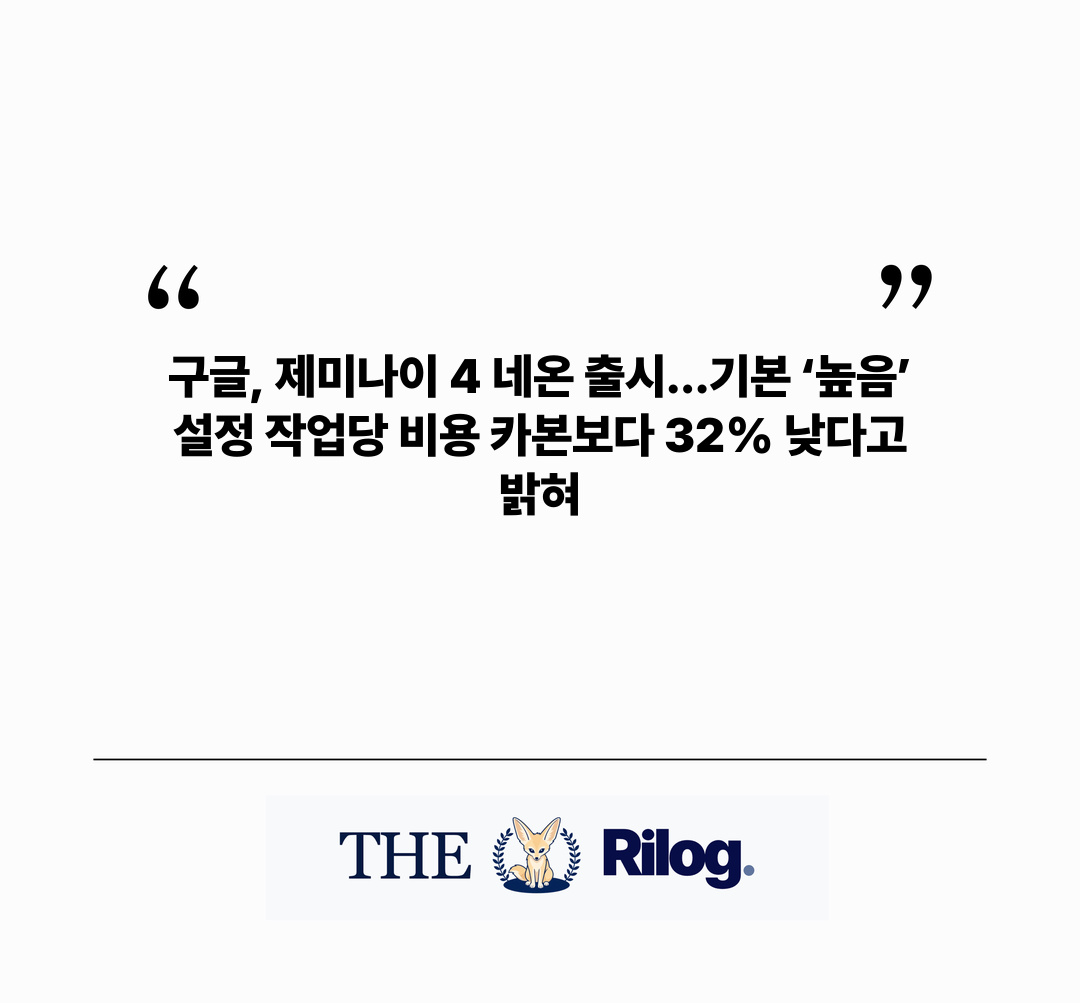 “ ”
구글, 제미나이 4 네온 출시...기본 ‘높음’
설정 작업당 비용 카본보다 32% 낮다고
밝혀
THE Rilog.